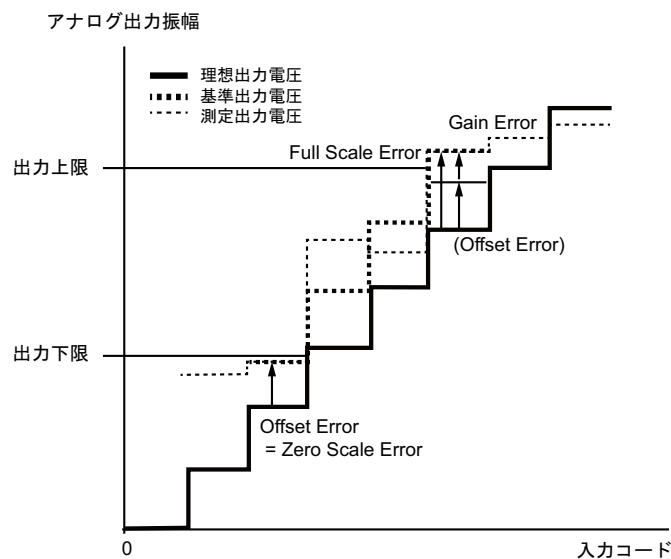 アナログ出力振幅
理想出力電圧
基準出力電圧
測定出力電圧
Gain Error
Full Scale Error
出力上限
(Offset Error)
出力下限
Offset Error
= Zero Scale Error
0
入力コード